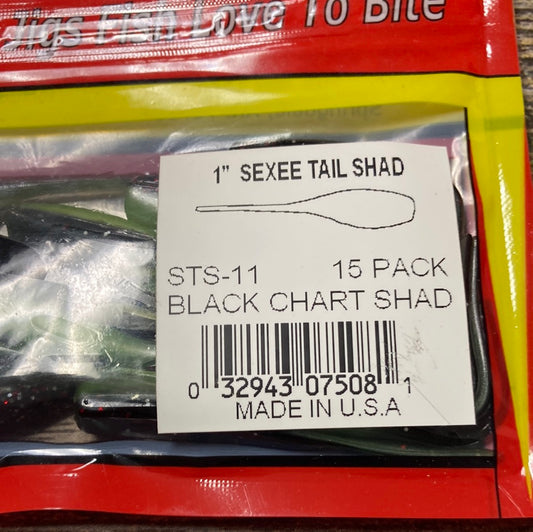 Jigs Fish Love To Bite
1" SEXEE TAIL SHAD
STS-11 15 PACK
BLACK CHART SHAD
0 32943 07508 1
MADE IN U.S.A